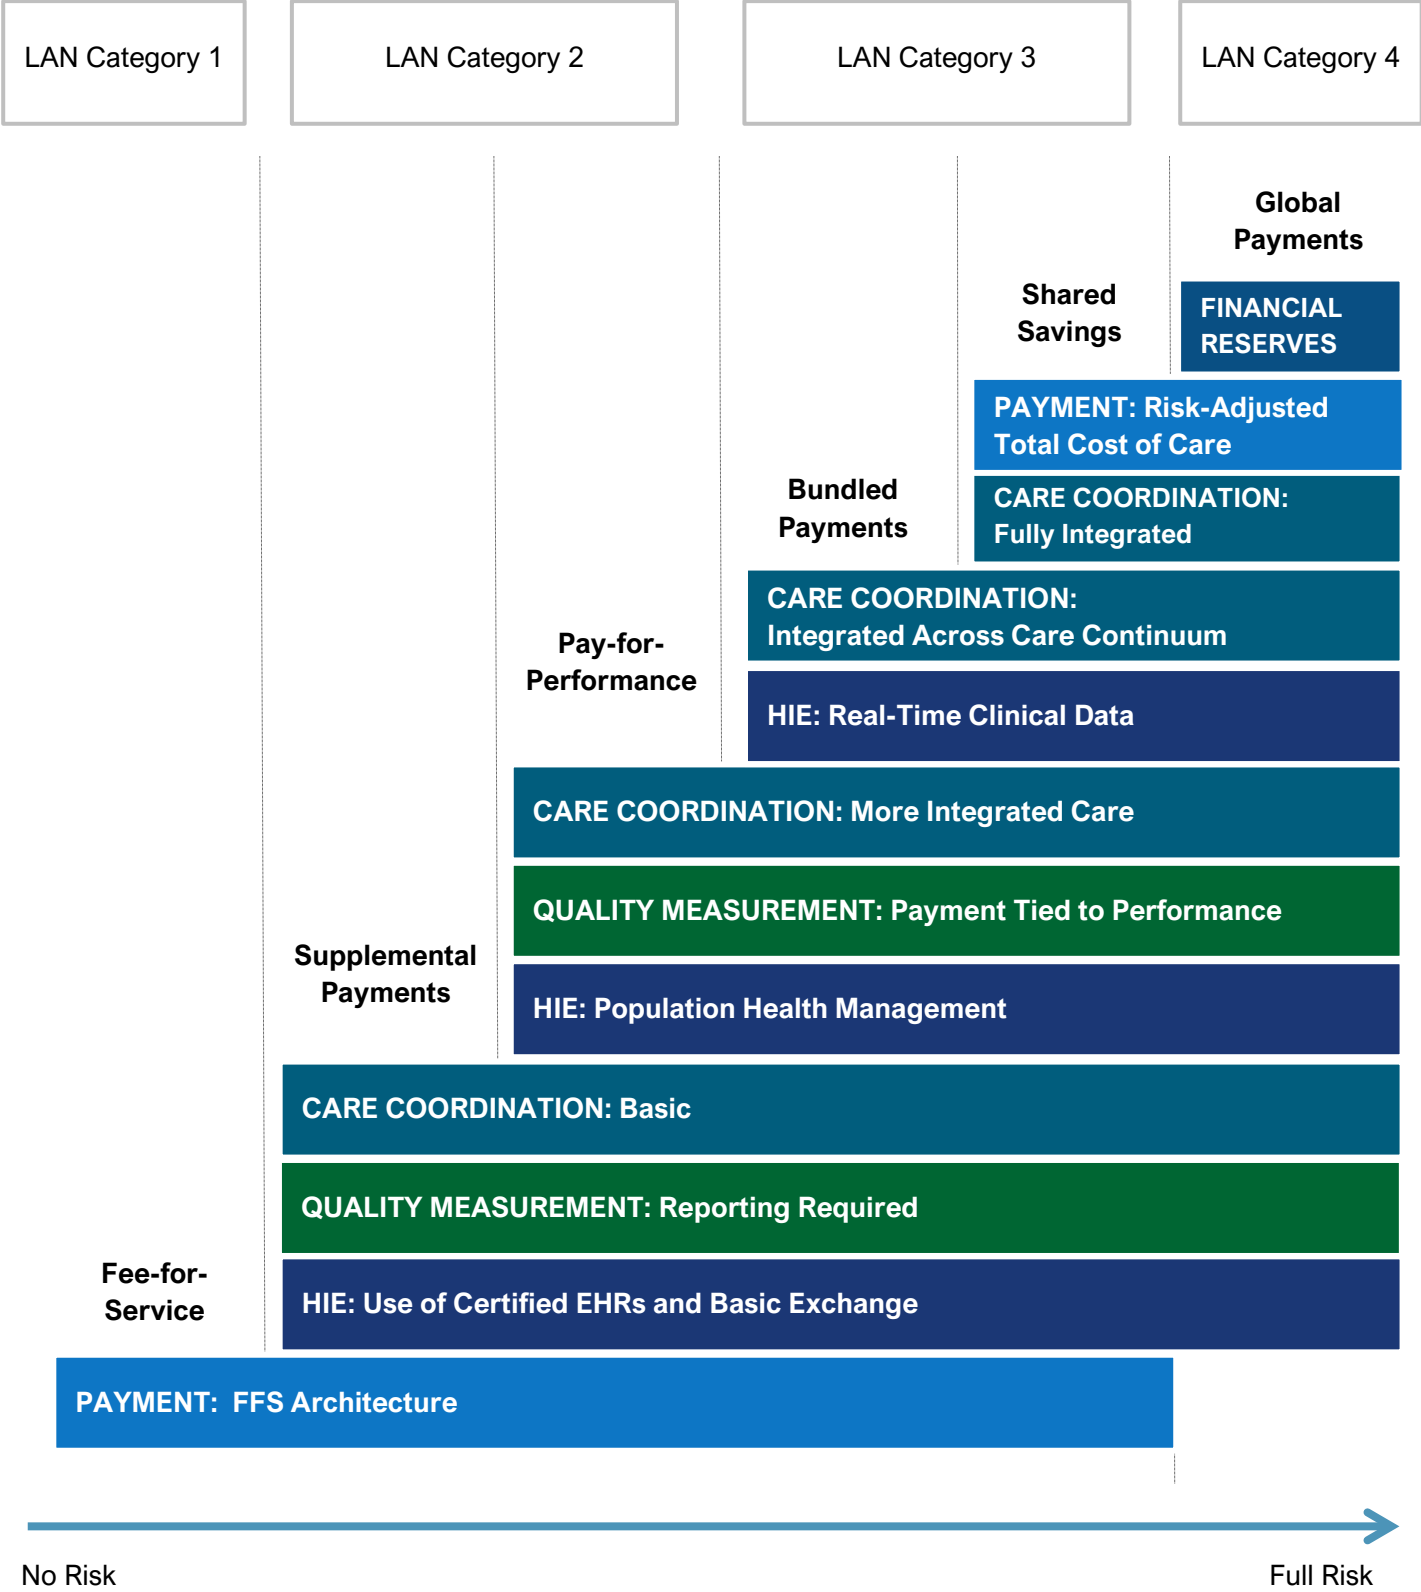 LAN Category 1
LAN Category 2
LAN Category 3
LAN Category 4
Global
Payments
Shared
Savings
FINANCIAL
RESERVES
PAYMENT: Risk-Adjusted
Total Cost of Care
Bundled
Payments
CARE COORDINATION:
Fully Integrated
CARE COORDINATION:
Integrated Across Care Continuum
Pay-for-
Performance
HIE: Real-Time Clinical Data
CARE COORDINATION: More Integrated Care
QUALITY MEASUREMENT: Payment Tied to Performance
Supplemental
Payments
HIE: Population Health Management
CARE COORDINATION: Basic
QUALITY MEASUREMENT: Reporting Required
Fee-for-
Service
HIE: Use of Certified EHRs and Basic Exchange
PAYMENT: FFS Architecture
No Risk
Full Risk